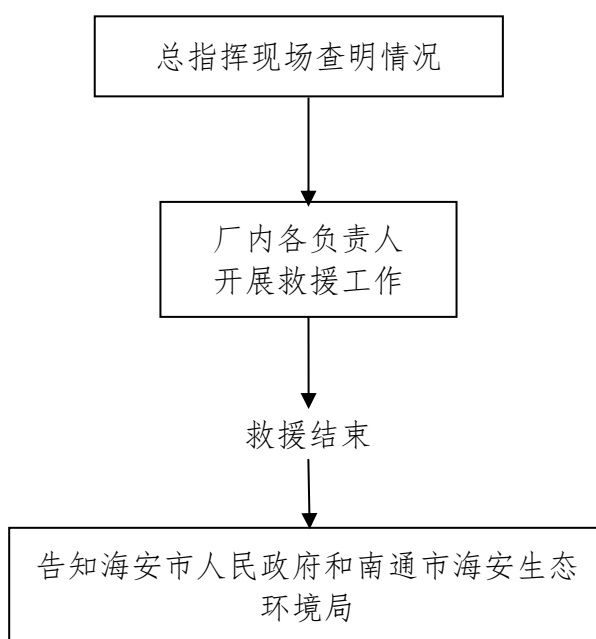 总指挥现场查明情况
厂内各负责人
开展救援工作
救援结束
告知海安市人民政府和南通市海安生态
环境局